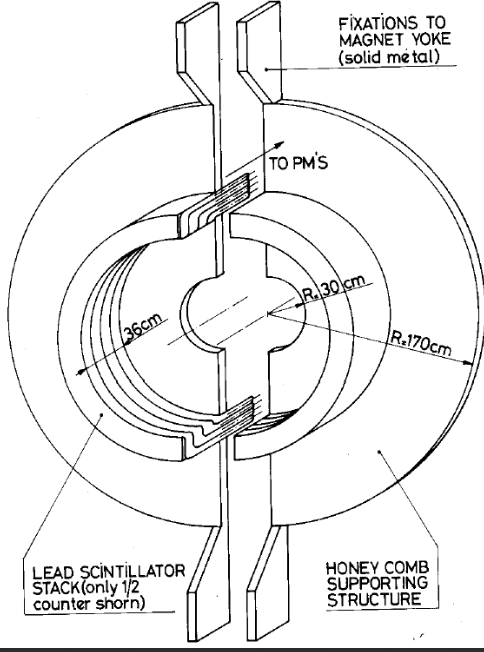 FIXATIONS TO
MAGNET YOKE
(solid metal)
TO PM'S
R=30 cm
36cm
R=170cm
LEAD SCINTILLATOR
STACK(only 1/2
counter shorn)
HONEY COMB
SUPPORTING
STRUCTURE